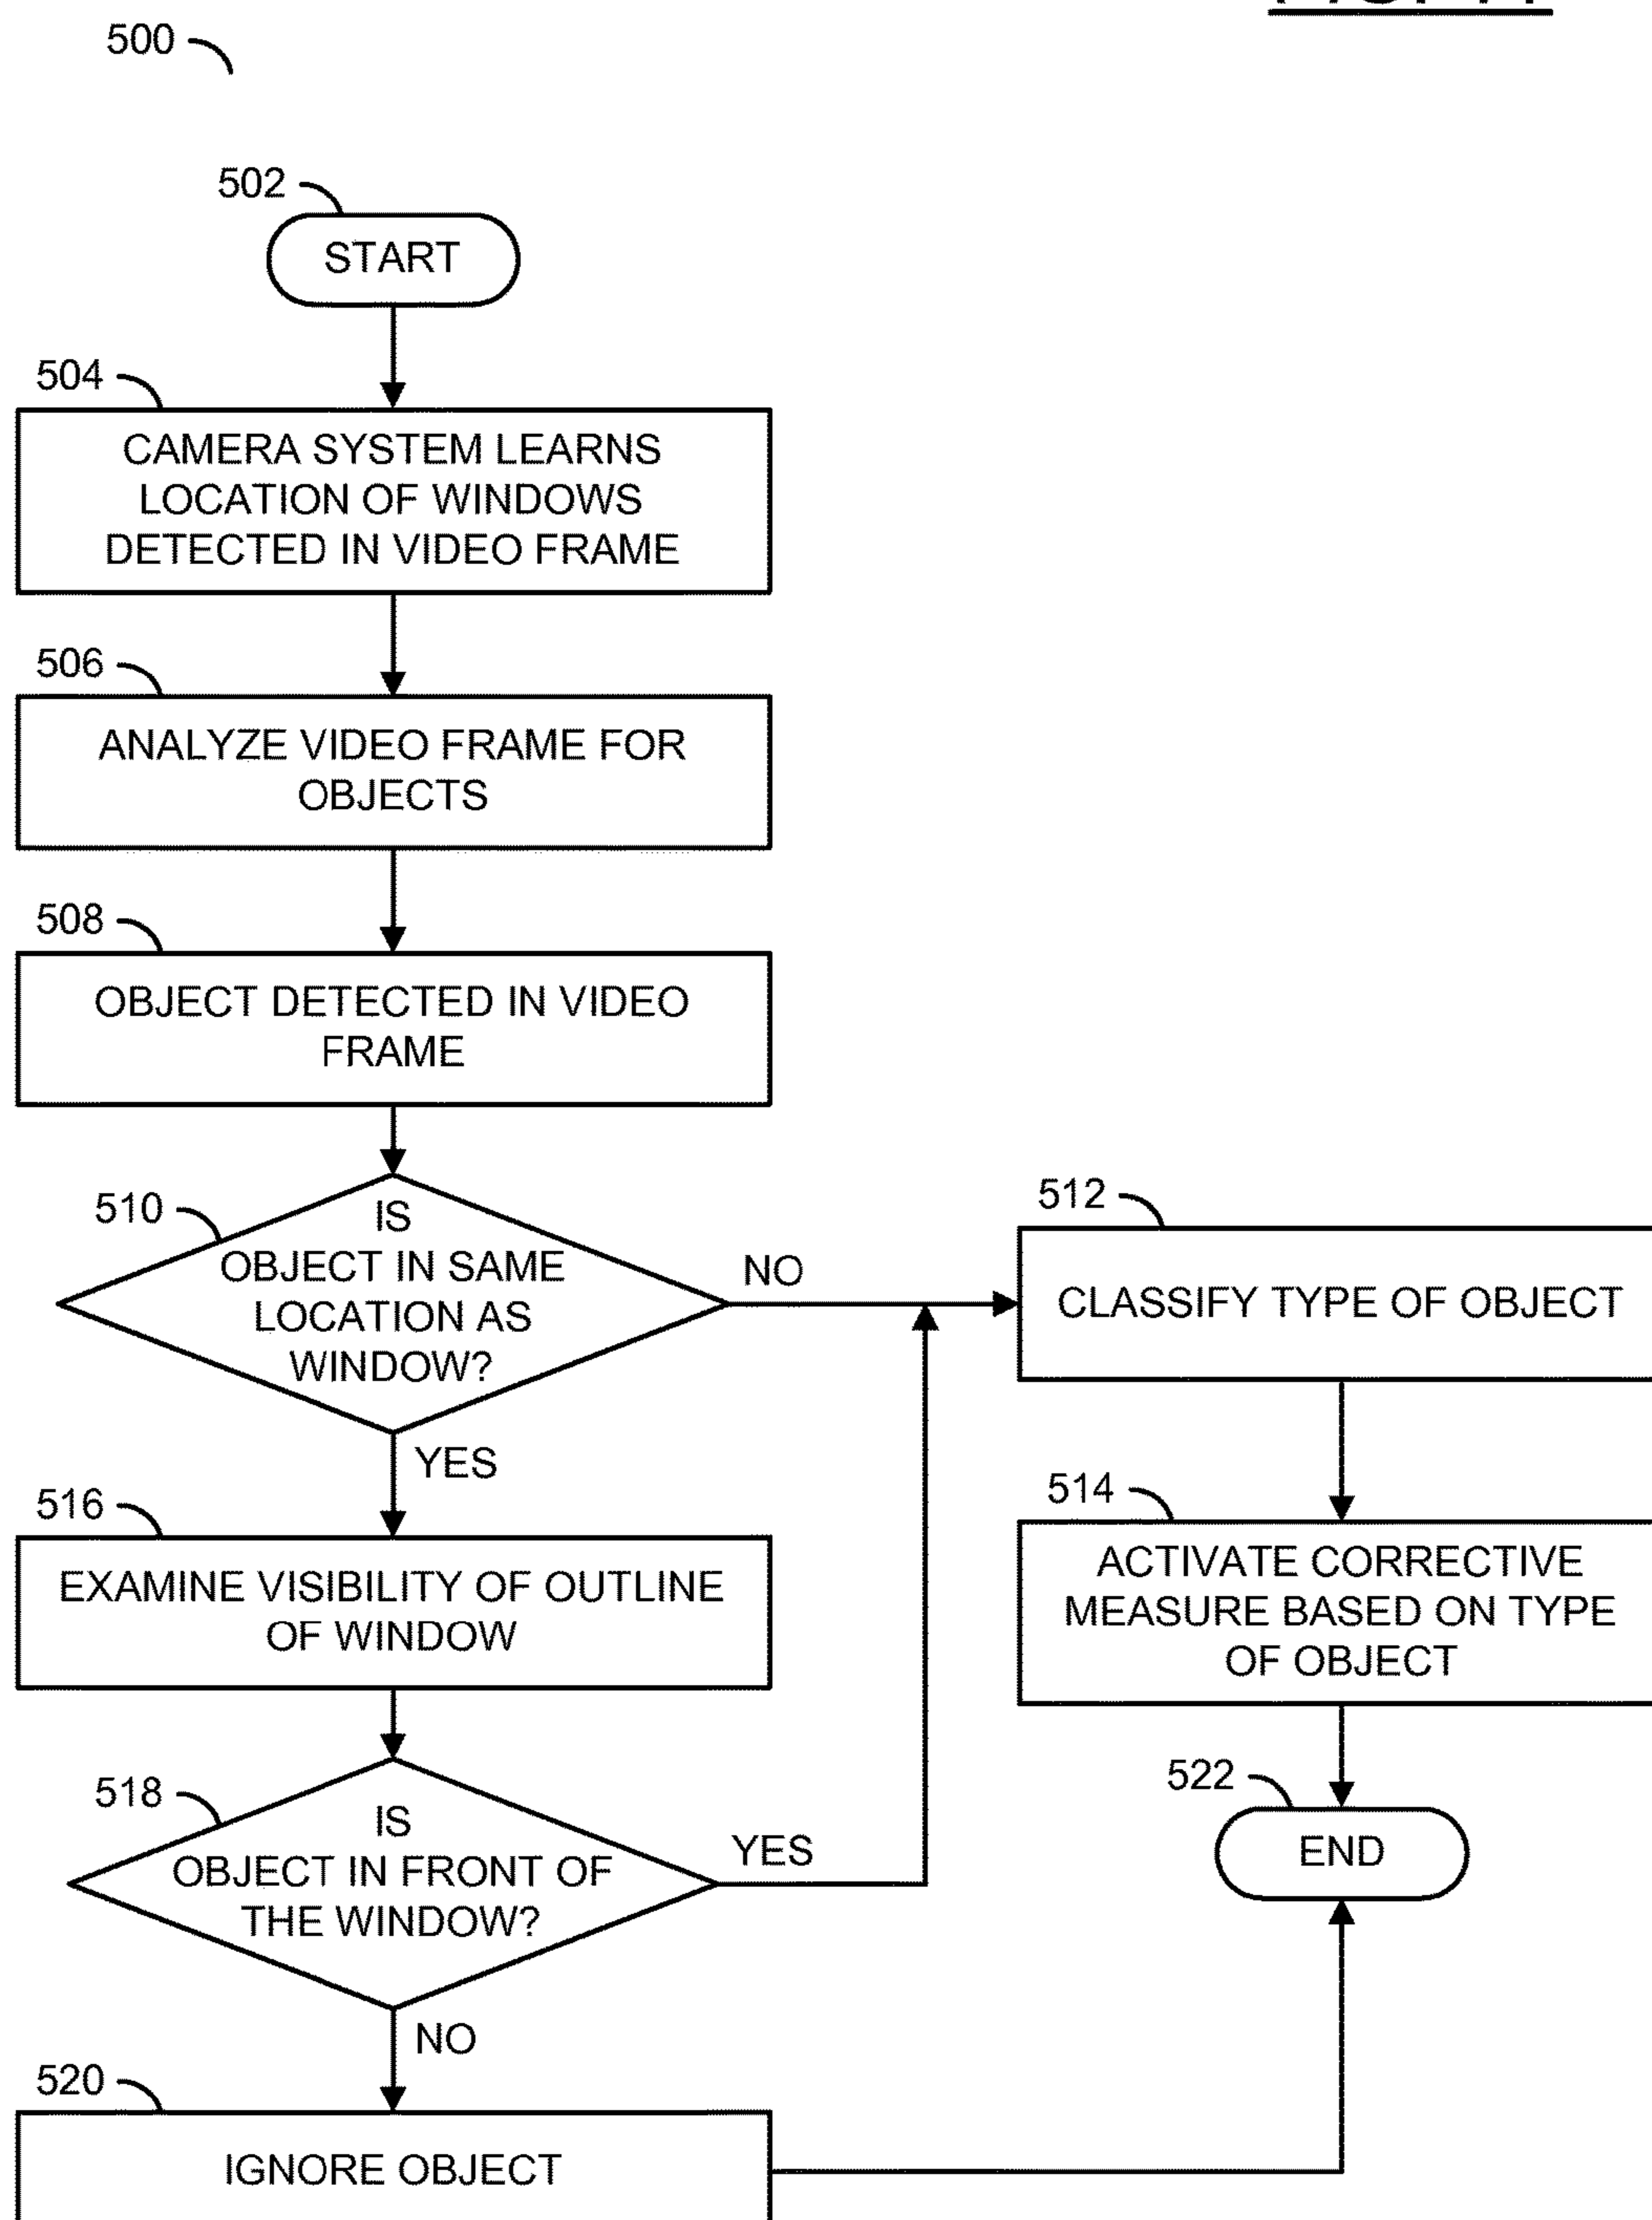 500
502
START
504
CAMERA SYSTEM LEARNS
LOCATION OF WINDOWS
DETECTED IN VIDEO FRAME
506
ANALYZE VIDEO FRAME FOR
OBJECTS
508
OBJECT DETECTED IN VIDEO
FRAME
510
IS
OBJECT IN SAME
LOCATION AS
WINDOW?
NO
512
CLASSIFY TYPE OF OBJECT
YES
514
ACTIVATE CORRECTIVE
MEASURE BASED ON TYPE
OF OBJECT
516
EXAMINE VISIBILITY OF OUTLINE
OF WINDOW
518
IS
OBJECT IN FRONT OF
THE WINDOW?
YES
522
END
NO
520
IGNORE OBJECT